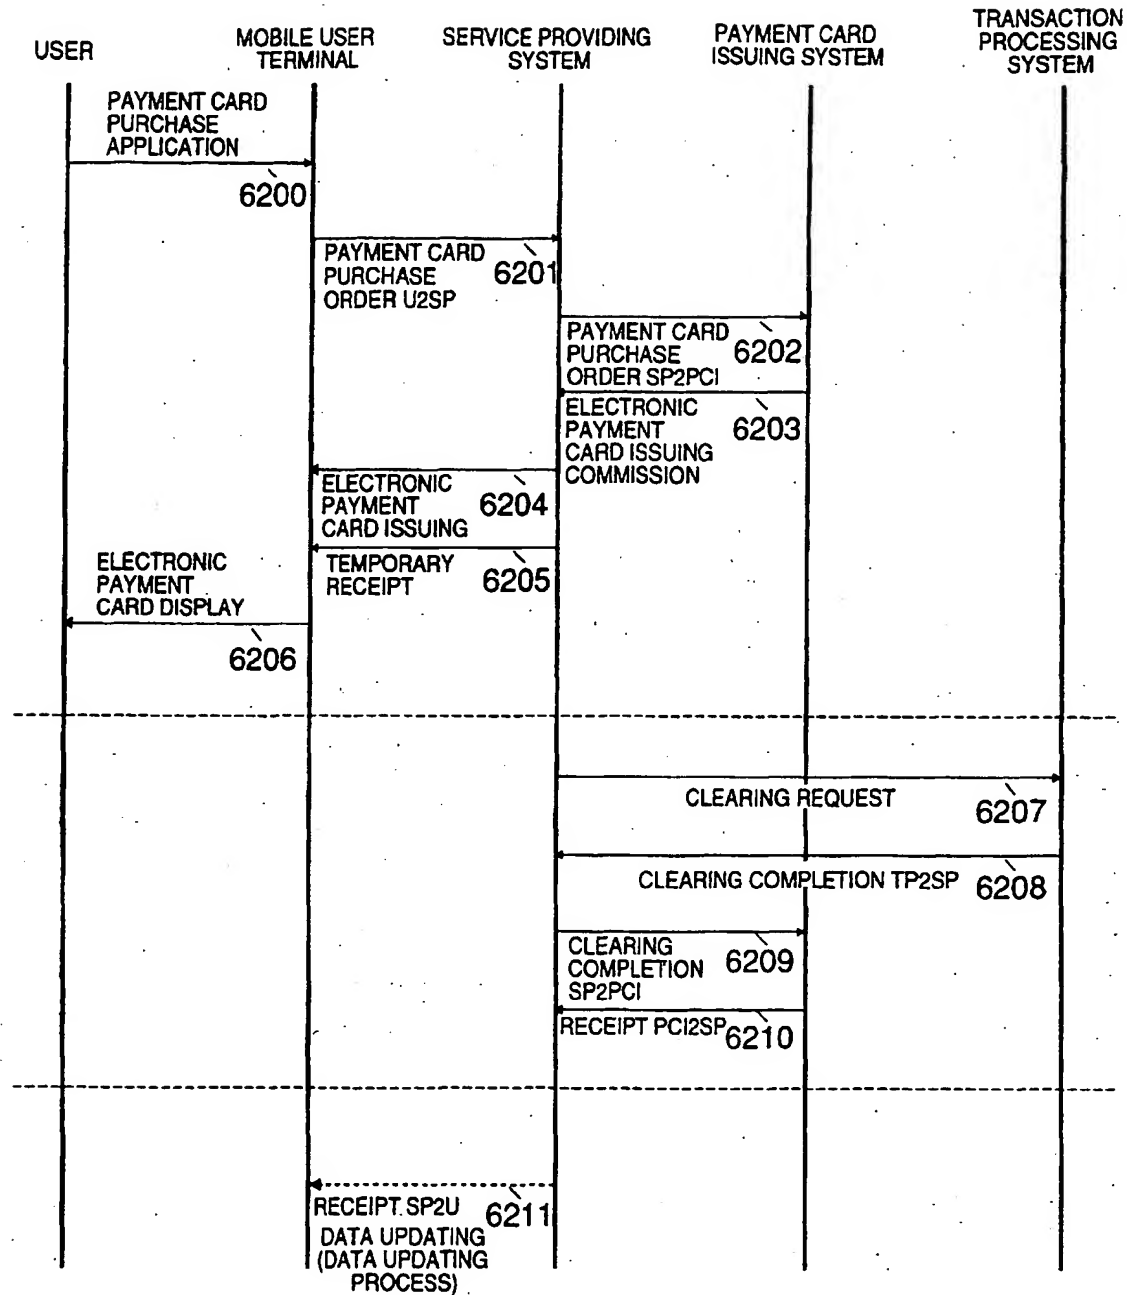 USER
MOBILE USER
TERMINAL
SERVICE PROVIDING
SYSTEM
PAYMENT CARD
ISSUING SYSTEM
TRANSACTION
PROCESSING
SYSTEM
PAYMENT CARD
PURCHASE
APPLICATION
6200
PAYMENT CARD
PURCHASE
ORDER U2SP
6201
PAYMENT CARD
PURCHASE
ORDER SP2PCI
6202
ELECTRONIC
PAYMENT
CARD ISSUING
COMMISSION
6203
ELECTRONIC
PAYMENT
CARD ISSUING
6204
TEMPORARY
RECEIPT
6205
ELECTRONIC
PAYMENT
CARD DISPLAY
6206
CLEARING REQUEST
6207
CLEARING COMPLETION TP2SP
6208
CLEARING
COMPLETION
SP2PCI
6209
RECEIPT PCI2SP
6210
RECEIPT SP2U
6211
DATA UPDATING
(DATA UPDATING
PROCESS)